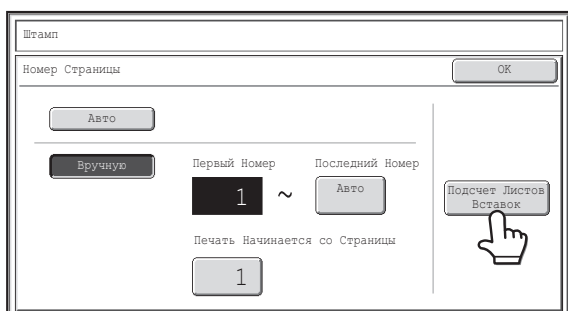 Штамп
Номер Страницы
OK
Авто
Вручную
Первый Номер
Последний Номер
1
~
Авто
Подсчет Листов
Вставок
Печать Начинается со Страницы
1